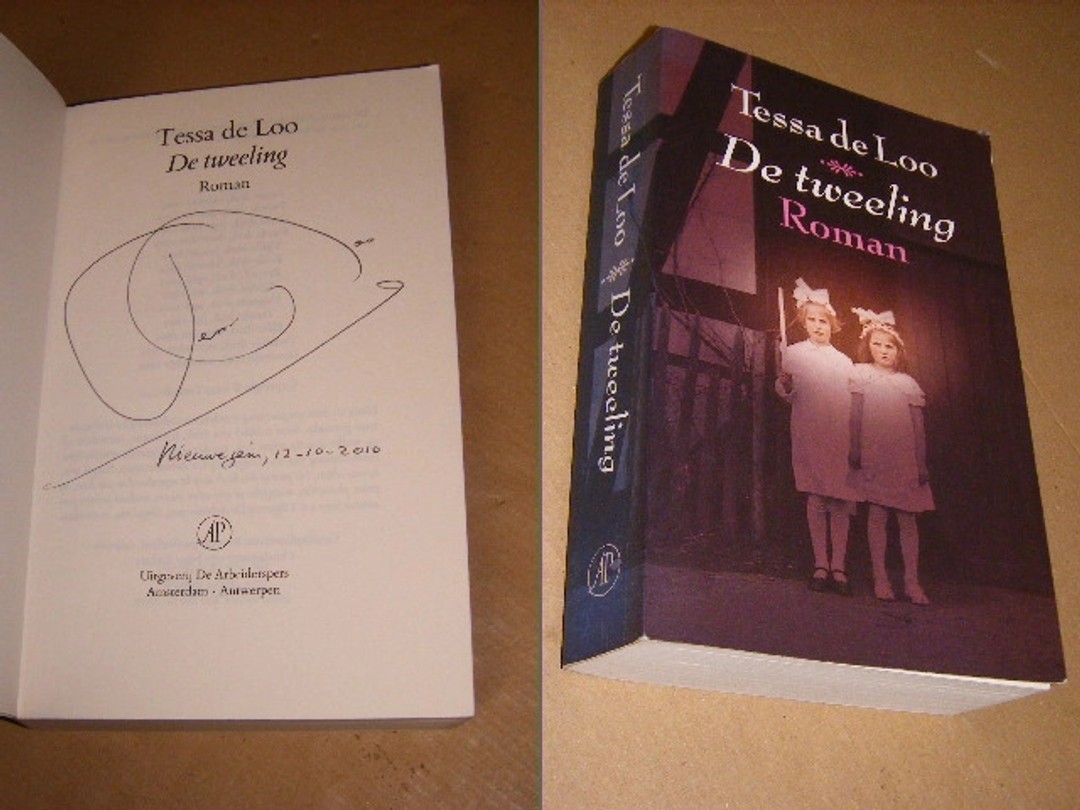 Tessa de Loo
De tweeling
Roman
Nieuwegein, 12-10-2010
AP
Uitgeverij De Arbeiderspers
Amsterdam · Antwerpen
Tessa de Loo De tweeling
AP
Tessa de Loo
De tweeling
Roman